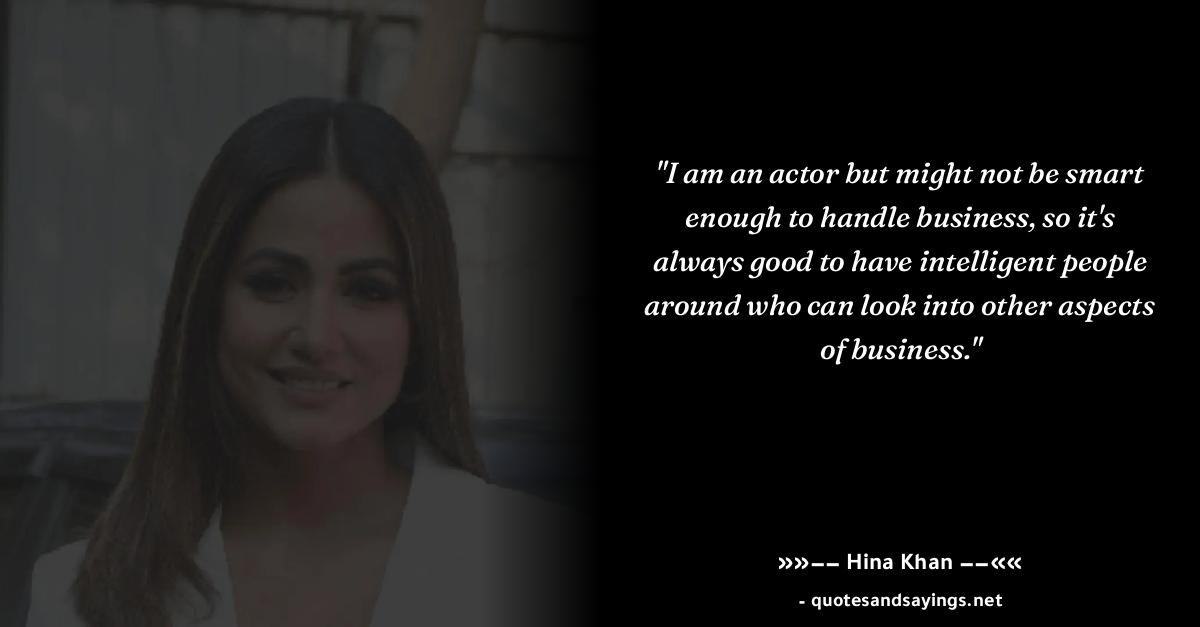 "I am an actor but might not be smart
enough to handle business, so it's
always good to have intelligent people
around who can look into other aspects
of business."
»»−− Hina Khan −−««
- quotesandsayings.net